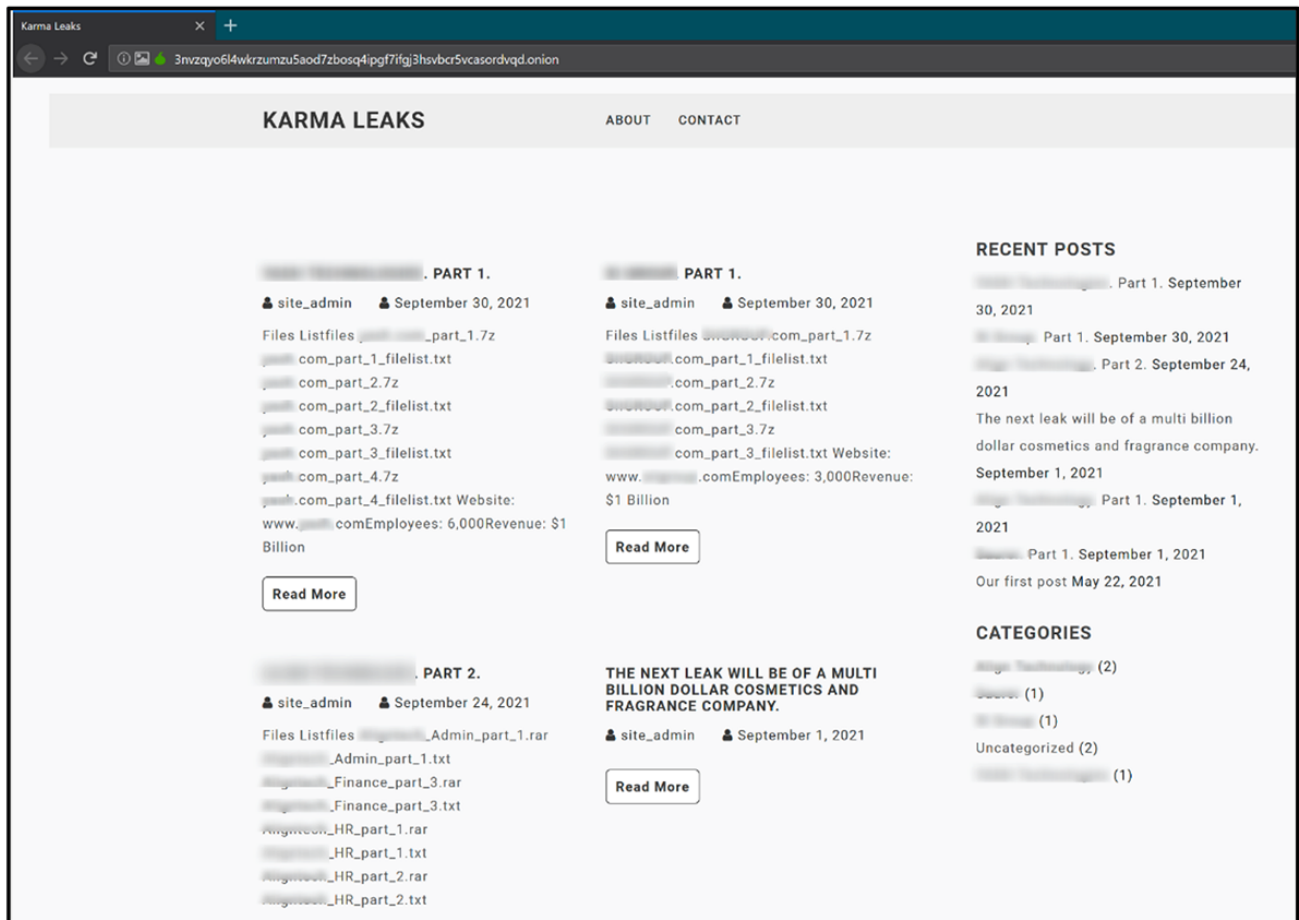 Karma Leaks
3nvzqyo6l4wkrzumzu5aod7zbosq4ipgf7ifgj3hsvbcr5vcasordvqd.onion
KARMA LEAKS
ABOUT
CONTACT
. PART 1.
site_admin September 30, 2021
Files Listfiles _part_1.7z
com_part_1_filelist.txt
com_part_2.7z
com_part_2_filelist.txt
com_part_3.7z
com_part_3_filelist.txt
com_part_4.7z
.com_part_4_filelist.txt Website:
www. comEmployees: 6,000Revenue: $1
Billion
Read More
PART 1.
site_admin September 30, 2021
Files Listfiles com_part_1.7z
.com_part_1_filelist.txt
.com_part_2.7z
.com_part_2_filelist.txt
com_part_3.7z
com_part_3_filelist.txt Website:
www. .comEmployees: 3,000Revenue:
$1 Billion
Read More
. PART 2.
site_admin September 24, 2021
Files Listfiles _Admin_part_1.rar
_Admin_part_1.txt
_Finance_part_3.rar
_Finance_part_3.txt
_HR_part_1.rar
_HR_part_1.txt
_HR_part_2.rar
_HR_part_2.txt
THE NEXT LEAK WILL BE OF A MULTI
BILLION DOLLAR COSMETICS AND
FRAGRANCE COMPANY.
site_admin September 1, 2021
Read More
RECENT POSTS
. Part 1. September
30, 2021
Part 1. September 30, 2021
. Part 2. September 24,
2021
The next leak will be of a multi billion
dollar cosmetics and fragrance company.
September 1, 2021
Part 1. September 1,
2021
Part 1. September 1, 2021
Our first post May 22, 2021
CATEGORIES
(2)
(1)
(1)
Uncategorized (2)
(1)